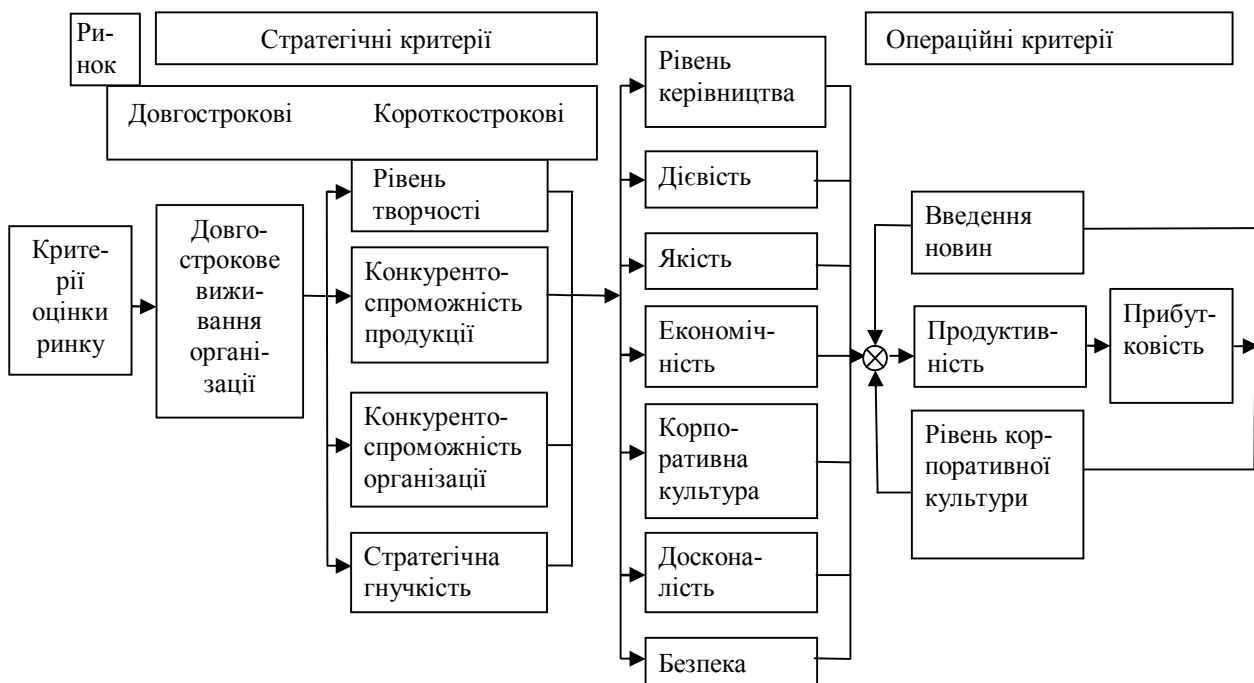 Ри-
нок
Стратегічні критерії
Операційні критерії
Довгострокові
Короткострокові
Крите-
рії
оцінки
ринку
Довго-
строкове
вижи-
вання
органі-
зації
Рівень
творчості
Конкуренто-
спроможність
продукції
Конкуренто-
спроможність
організації
Стратегічна
гнучкість
Рівень
керівництва
Дієвість
Якість
Економіч-
ність
Корпо-
ративна
культура
Доскона-
лість
Безпека
Введення
новин
Продуктив-
ність
Прибут-
ковість
Рівень кор-
поративної
культури